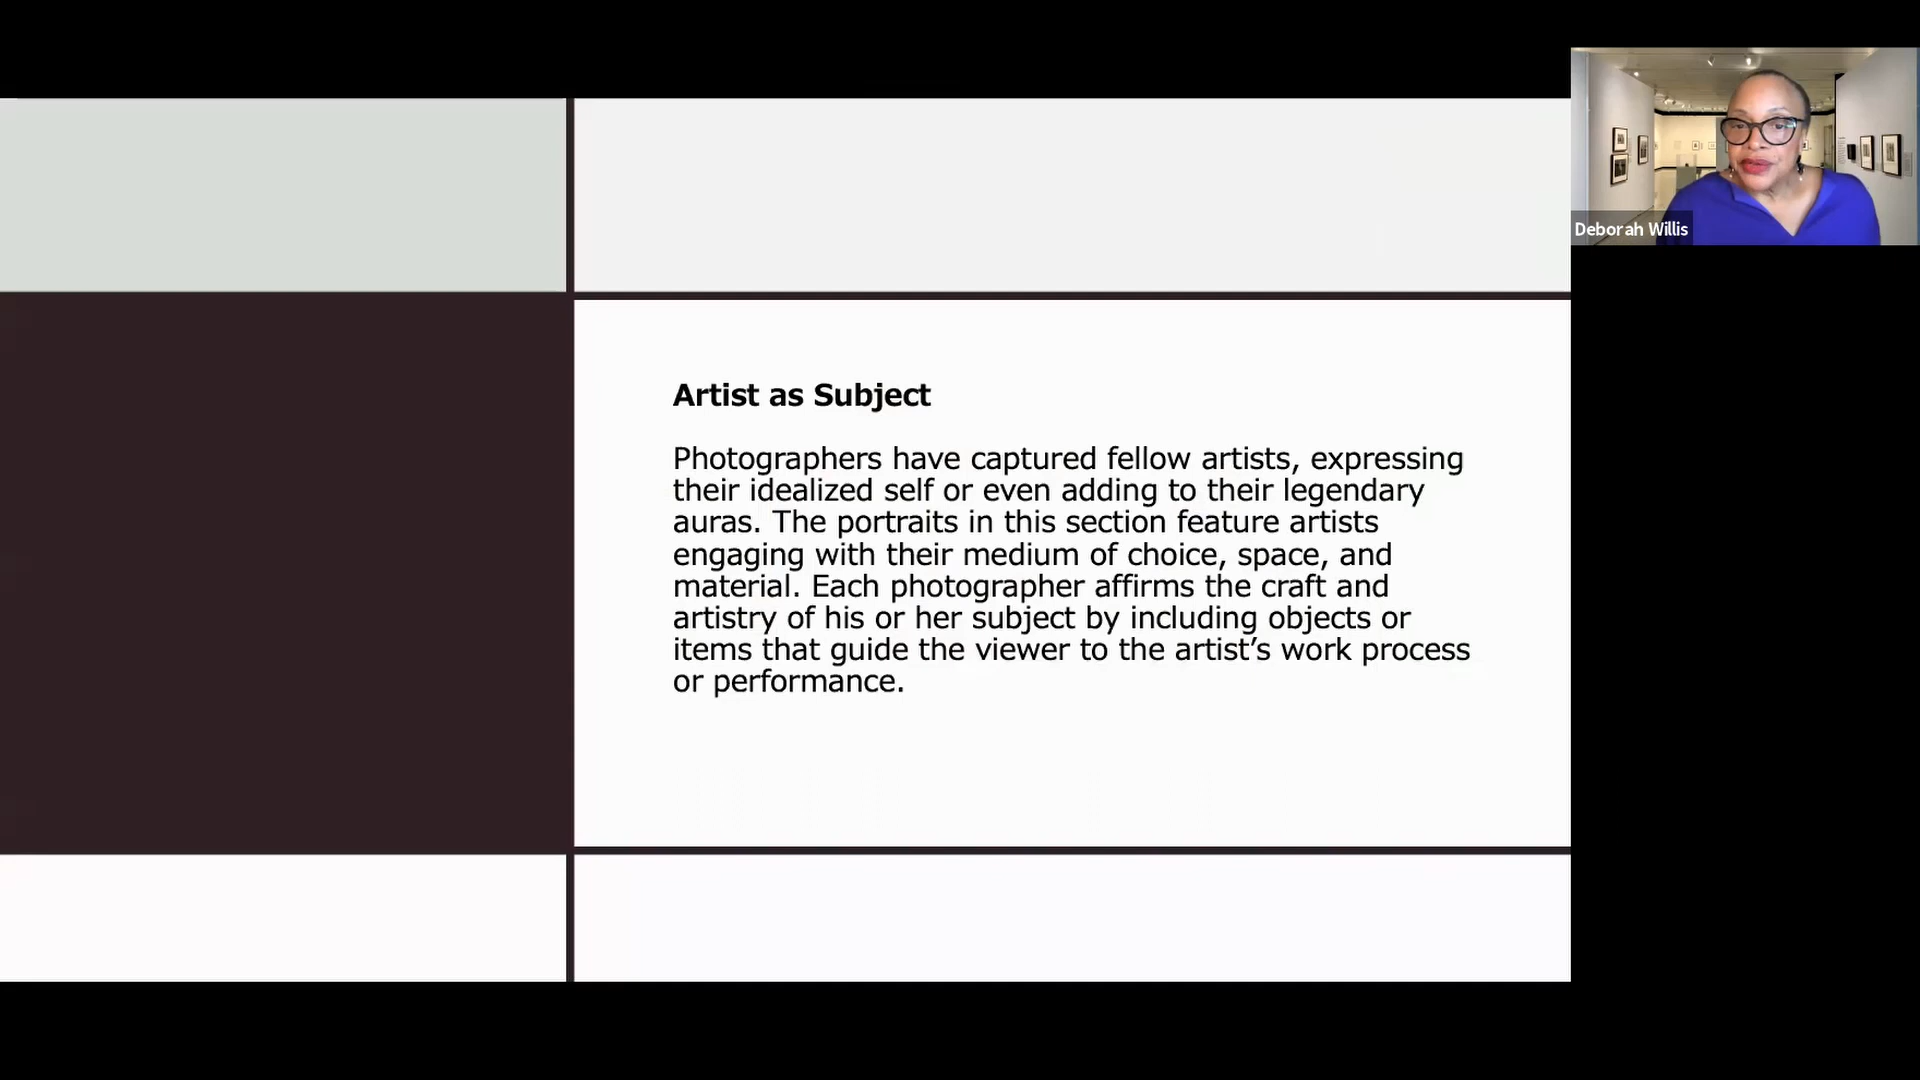 Artist as Subject
Photographers have captured fellow artists, expressing
their idealized self or even adding to their legendary
auras. The portraits in this section feature artists
engaging with their medium of choice, space, and
material. Each photographer affirms the craft and
artistry of his or her subject by including objects or
items that guide the viewer to the artist’s work process
or performance.
Deborah Willis